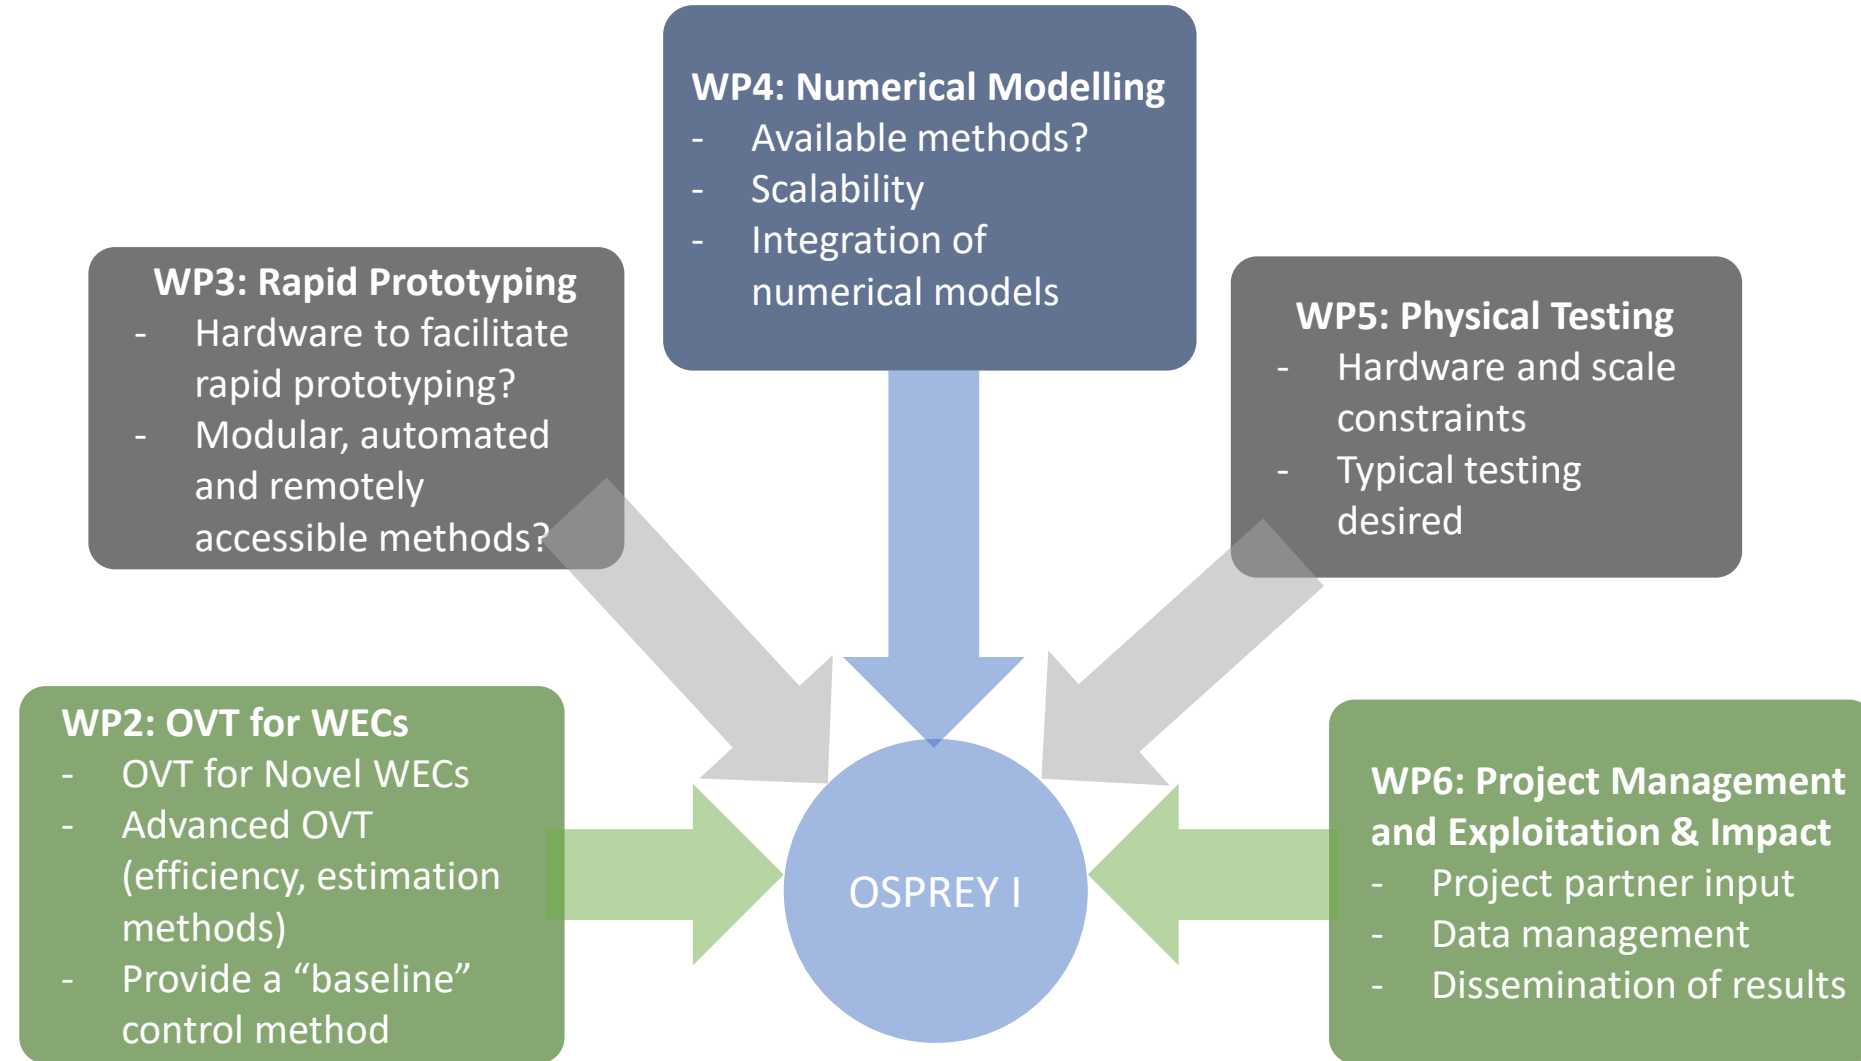 WP4: Numerical Modelling
- Available methods?
- Scalability
- Integration of
numerical models
WP3: Rapid Prototyping
- Hardware to facilitate
rapid prototyping?
- Modular, automated
and remotely
accessible methods?
WP5: Physical Testing
- Hardware and scale
constraints
- Typical testing
desired
WP2: OVT for WECs
- OVT for Novel WECs
- Advanced OVT
(efficiency, estimation
methods)
- Provide a “baseline”
control method
OSPREY I
WP6: Project Management
and Exploitation & Impact
- Project partner input
- Data management
- Dissemination of results